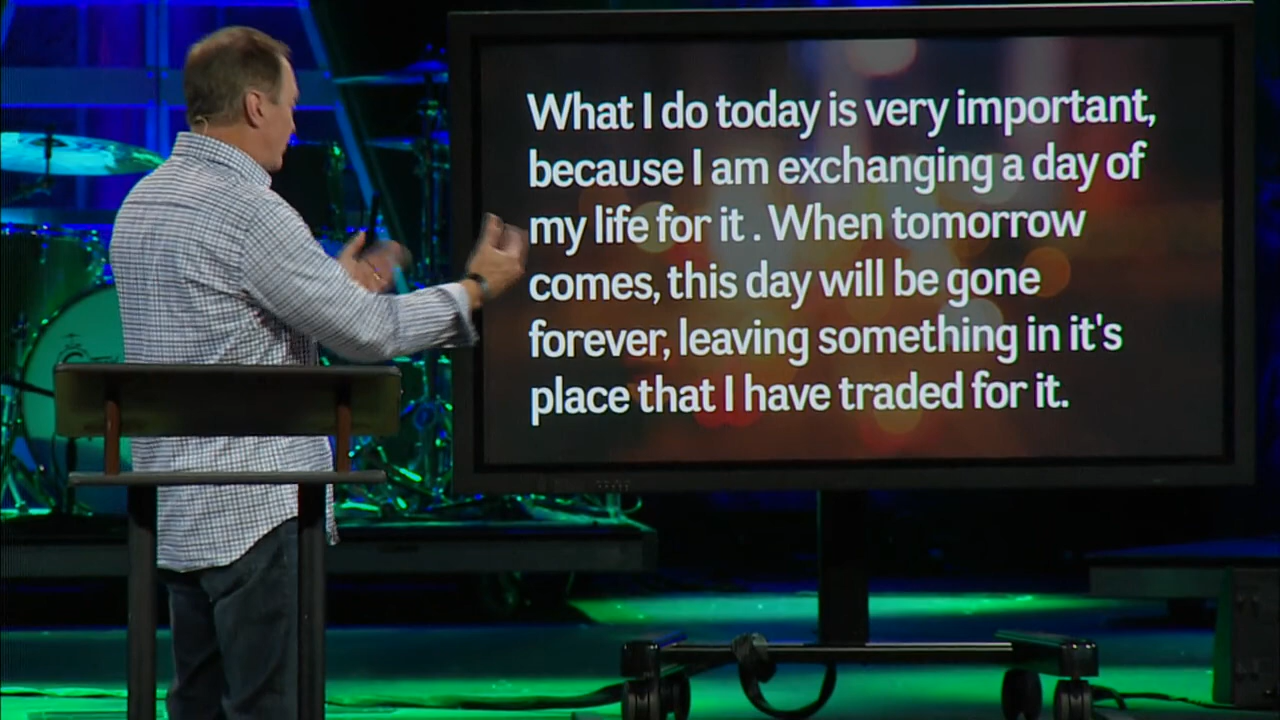 What I do today is very important,
because I am exchanging a day of
my life for it . When tomorrow
comes, this day will be gone
forever, leaving something in it's
place that I have traded for it.